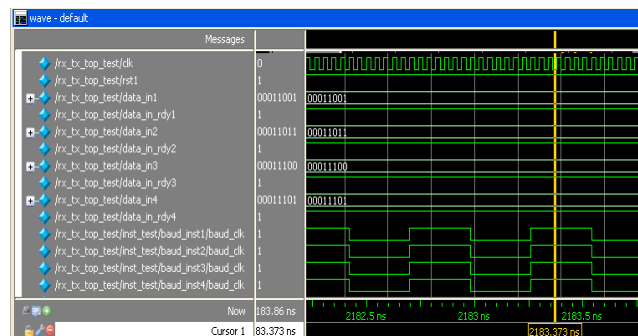 wave - default
Messages
/rx_tx_top_test/clk 0
/rx_tx_top_test/rst1 1
/rx_tx_top_test/data_in1 00011001 00011001
/rx_tx_top_test/data_in_rdy1 1
/rx_tx_top_test/data_in2 00011011 00011011
/rx_tx_top_test/data_in_rdy2 1
/rx_tx_top_test/data_in3 00011100 00011100
/rx_tx_top_test/data_in_rdy3 1
/rx_tx_top_test/data_in4 00011101 00011101
/rx_tx_top_test/data_in_rdy4 1
/rx_tx_top_test/inst_test/baud_inst1/baud_clk 1
/rx_tx_top_test/inst_test/baud_inst2/baud_clk 1
/rx_tx_top_test/inst_test/baud_inst3/baud_clk 1
/rx_tx_top_test/inst_test/baud_inst4/baud_clk 1
Now 183.86 ns 2182.5 ns 2183 ns 2183.5 ns
Cursor 1 83.373 ns 2183.373 ns